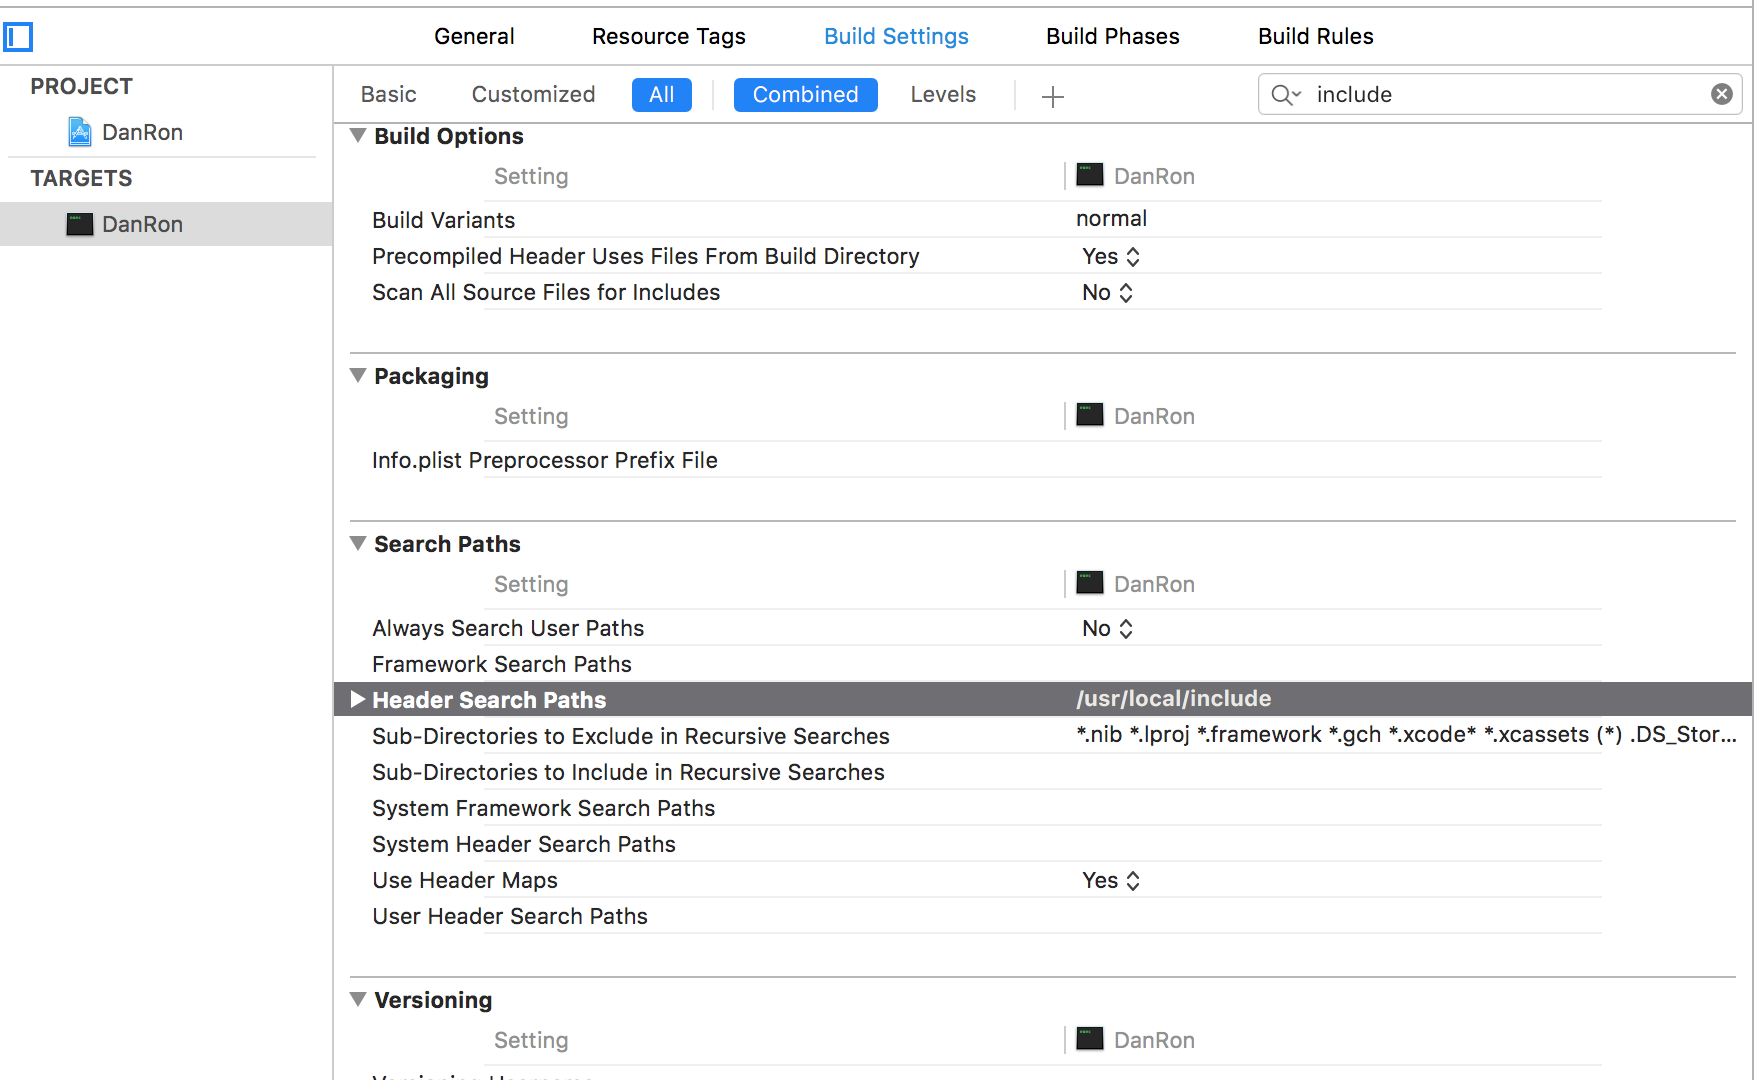 General Resource Tags Build Settings Build Phases Build Rules
PROJECT
DanRon
TARGETS
DanRon
Basic Customized All Combined Levels include
Build Options
Setting DanRon
Build Variants normal
Precompiled Header Uses Files From Build Directory Yes
Scan All Source Files for Includes No
Packaging
Setting DanRon
Info.plist Preprocessor Prefix File
Search Paths
Setting DanRon
Always Search User Paths No
Framework Search Paths
Header Search Paths /usr/local/include
Sub-Directories to Exclude in Recursive Searches *.nib *.lproj *.framework *.gch *.xcode* *.xcassets (*) .DS_Stor...
Sub-Directories to Include in Recursive Searches
System Framework Search Paths
System Header Search Paths
Use Header Maps Yes
User Header Search Paths
Versioning
Setting DanRon